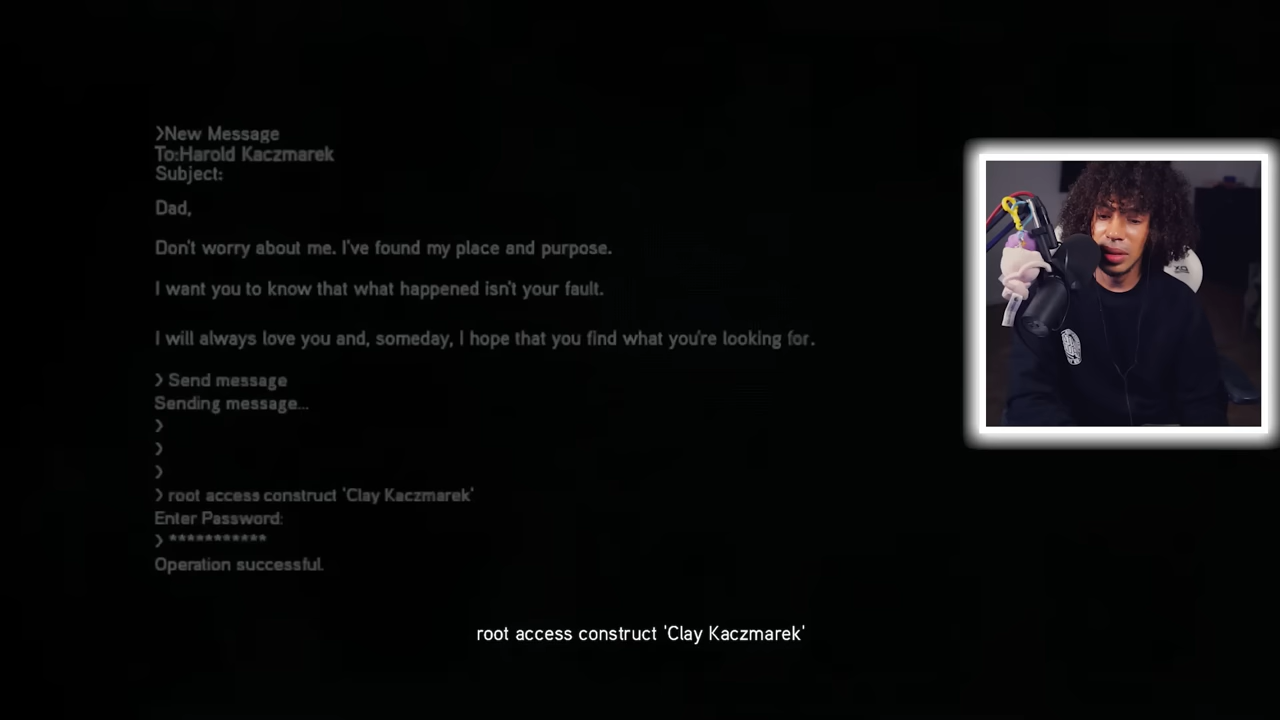 >New Message
To:Harold Kaczmarek
Subject:
Dad,
Don't worry about me. I've found my place and purpose.
I want you to know that what happened isn't your fault.
I will always love you and, someday, I hope that you find what you're looking for.
> Send message
Sending message...
>
>
>
> root access construct 'Clay Kaczmarek'
Enter Password:
> ***********
Operation successful.
root access construct 'Clay Kaczmarek'